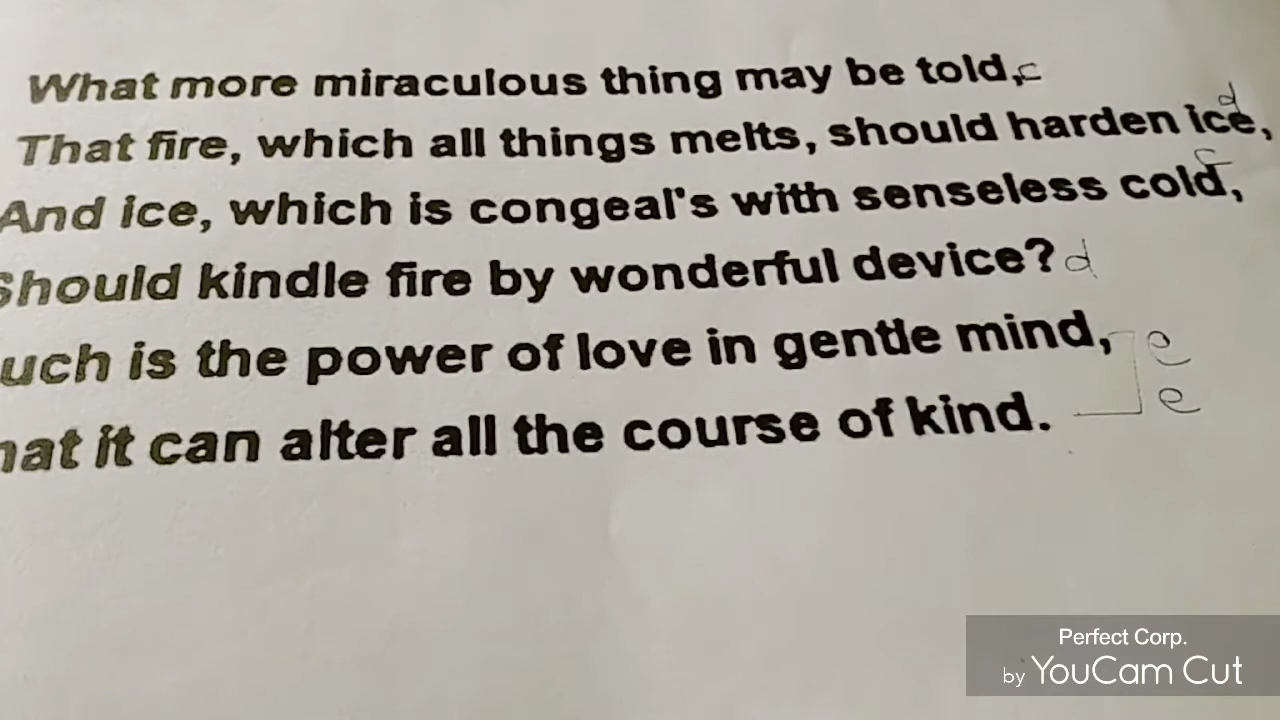 What more miraculous thing may be told, c
That fire, which all things melts, should harden ice, d
And ice, which is congeal's with senseless cold, c
Should kindle fire by wonderful device? d
uch is the power of love in gentle mind, e
hat it can alter all the course of kind. e
Perfect Corp.
by YouCam Cut